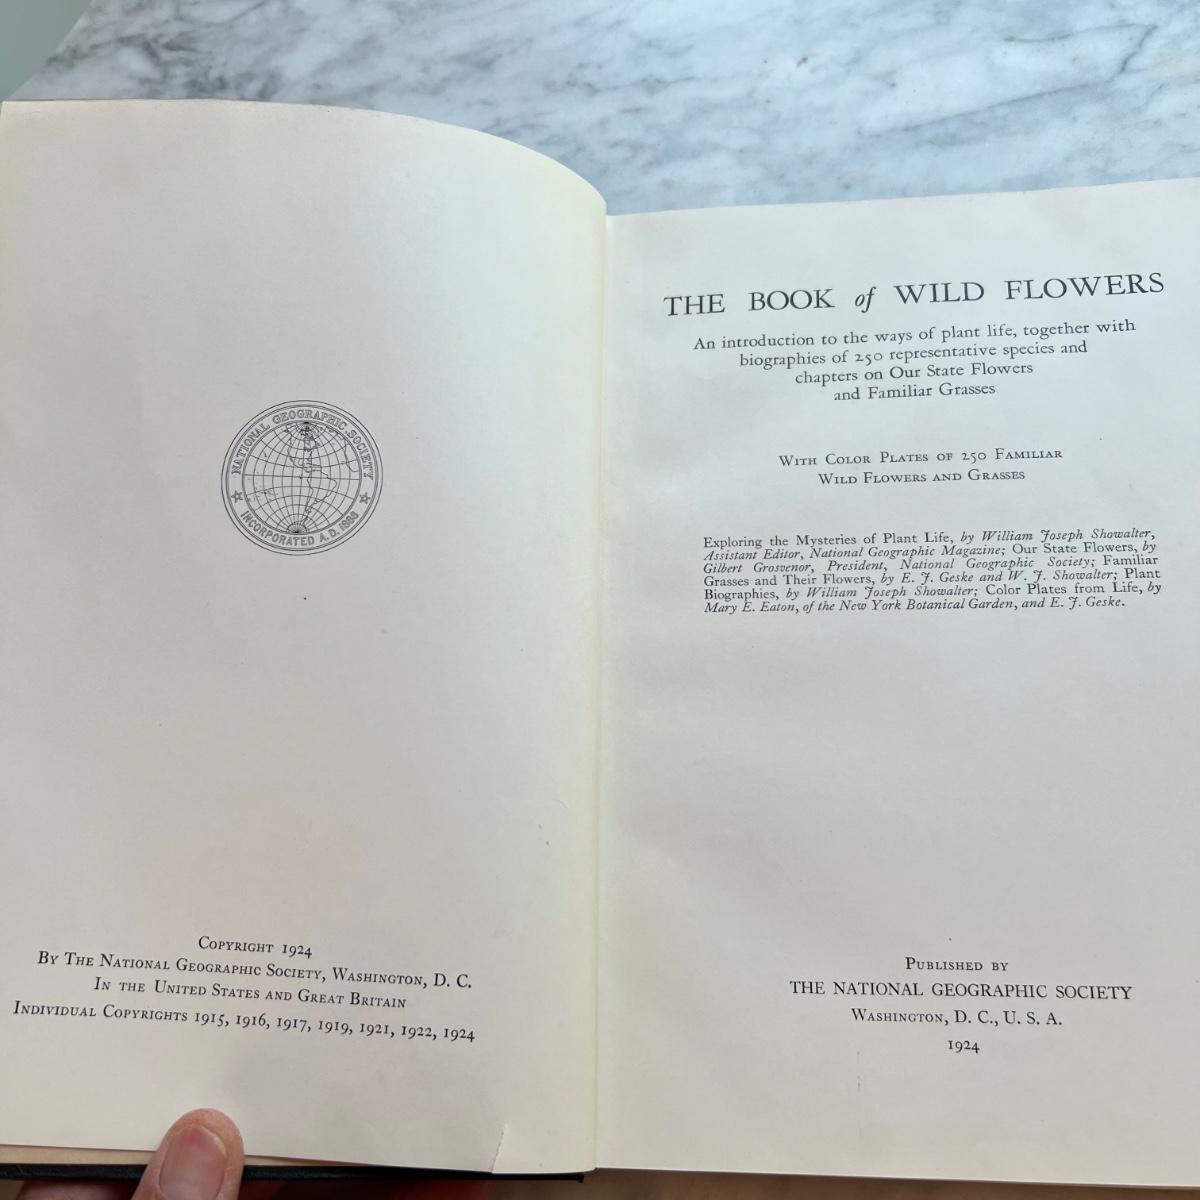 NATIONAL GEOGRAPHIC SOCIETY
INCORPORATED A.D. 1888
COPYRIGHT 1924
BY THE NATIONAL GEOGRAPHIC SOCIETY, WASHINGTON, D. C.
IN THE UNITED STATES AND GREAT BRITAIN
INDIVIDUAL COPYRIGHTS 1915, 1916, 1917, 1919, 1921, 1922, 1924
THE BOOK of WILD FLOWERS
An introduction to the ways of plant life, together with
biographies of 250 representative species and
chapters on Our State Flowers
and Familiar Grasses
WITH COLOR PLATES OF 250 FAMILIAR
WILD FLOWERS AND GRASSES
Exploring the Mysteries of Plant Life, by William Joseph Showalter,
Assistant Editor, National Geographic Magazine; Our State Flowers, by
Gilbert Grosvenor, President, National Geographic Society; Familiar
Grasses and Their Flowers, by E. J. Geske and W. J. Showalter; Plant
Biographies, by William Joseph Showalter; Color Plates from Life, by
Mary E. Eaton, of the New York Botanical Garden, and E. J. Geske.
PUBLISHED BY
THE NATIONAL GEOGRAPHIC SOCIETY
WASHINGTON, D. C., U. S. A.
1924